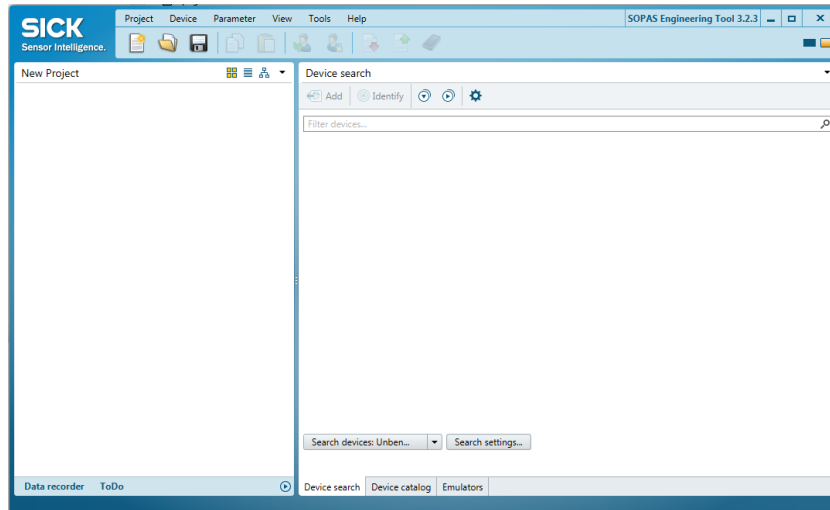 SICK
Sensor Intelligence.
Project Device Parameter View Tools Help
SOPAS Engineering Tool 3.2.3
New Project
Device search
Add Identify
Filter devices...
Search devices: Unben... Search settings...
Data recorder ToDo
Device search Device catalog Emulators